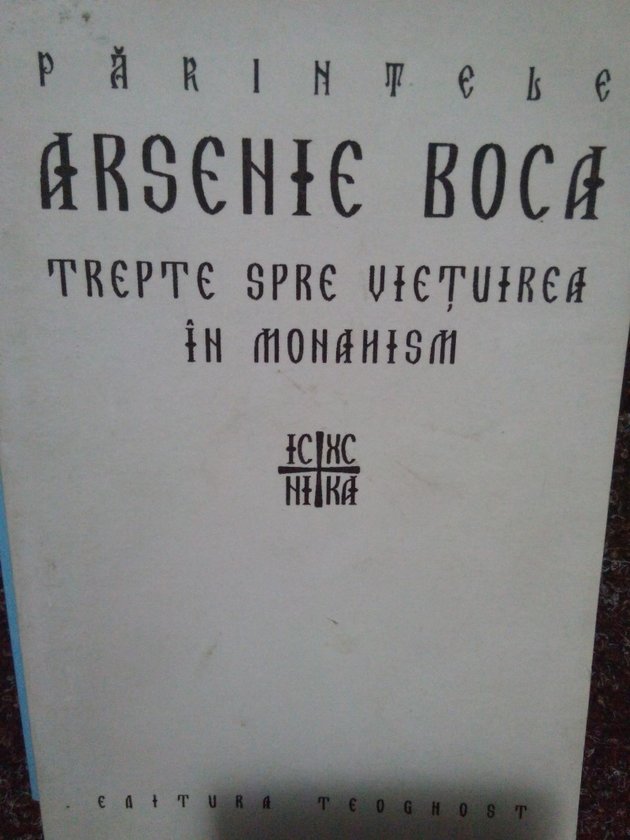 PĂRINTELE
ARSENIE BOCA
TREPTE SPRE VIEȚUIREA
ÎN MONAHISM
IC XC
NI KA
EDITURA TEOGNOST